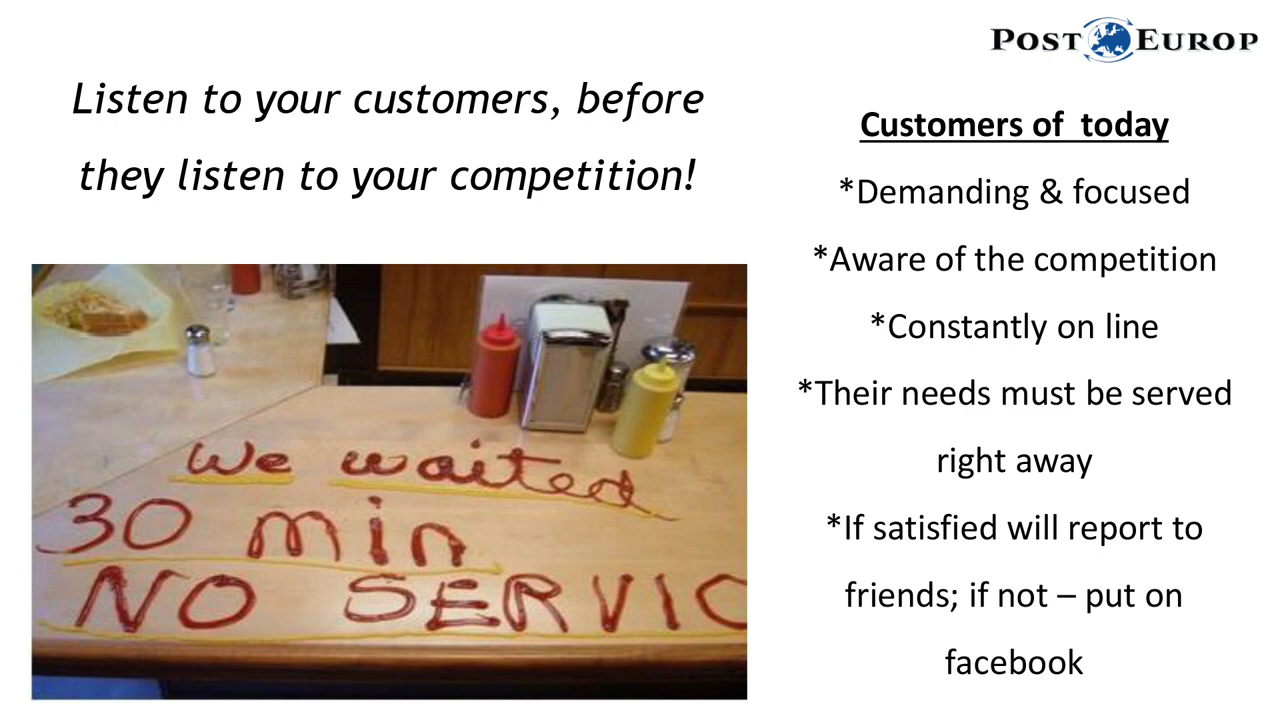 POST EUROP
Listen to your customers, before
they listen to your competition!
Customers of  today
*Demanding & focused
*Aware of the competition
*Constantly on line
*Their needs must be served
right away
*If satisfied will report to
friends; if not – put on
facebook
We waited
30 min
NO SERVIC